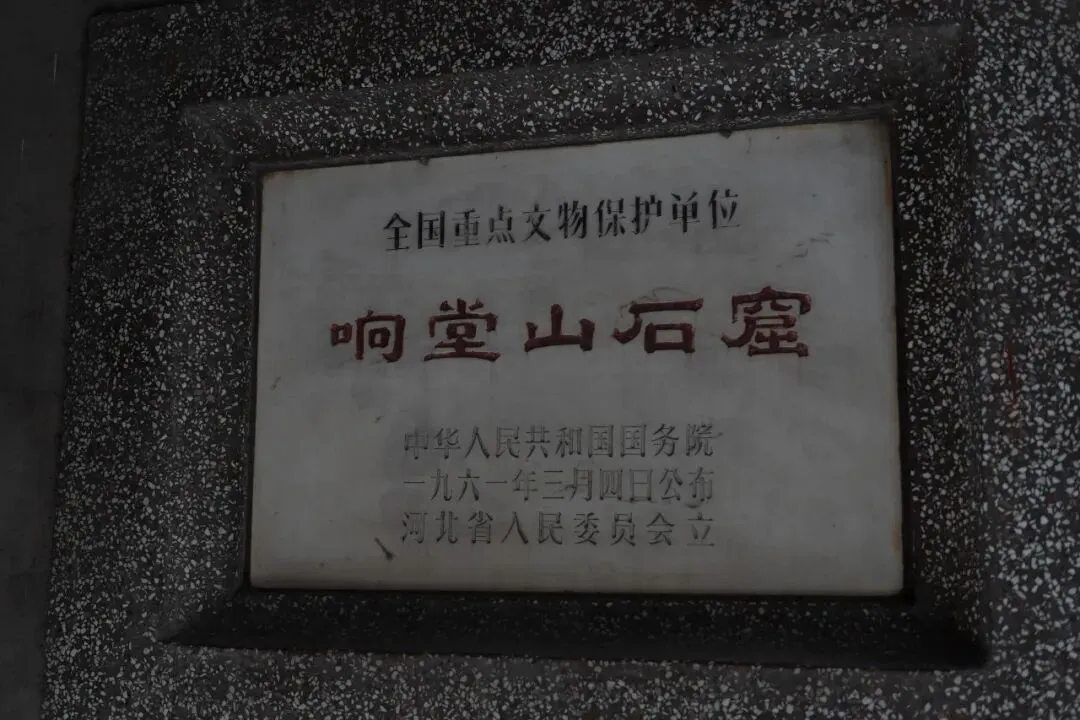 全国重点文物保护单位
响堂山石窟
中华人民共和国国务院
一九六一年三月四日公布
河北省人民委员会立